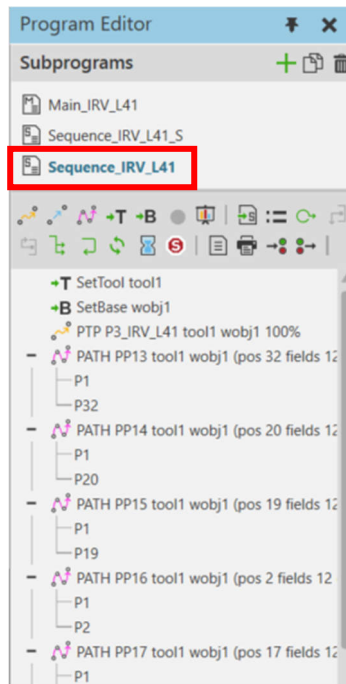 Program Editor
Subprograms
Main_IRV_L41
Sequence_IRV_L41_S
Sequence_IRV_L41
T B
T SetTool tool1
B SetBase wobj1
PTP P3_IRV_L41 tool1 wobj1 100%
PATH PP13 tool1 wobj1 (pos 32 fields 12
P1
P32
PATH PP14 tool1 wobj1 (pos 20 fields 12
P1
P20
PATH PP15 tool1 wobj1 (pos 19 fields 12
P1
P19
PATH PP16 tool1 wobj1 (pos 2 fields 12
P1
P2
PATH PP17 tool1 wobj1 (pos 17 fields 12
P1